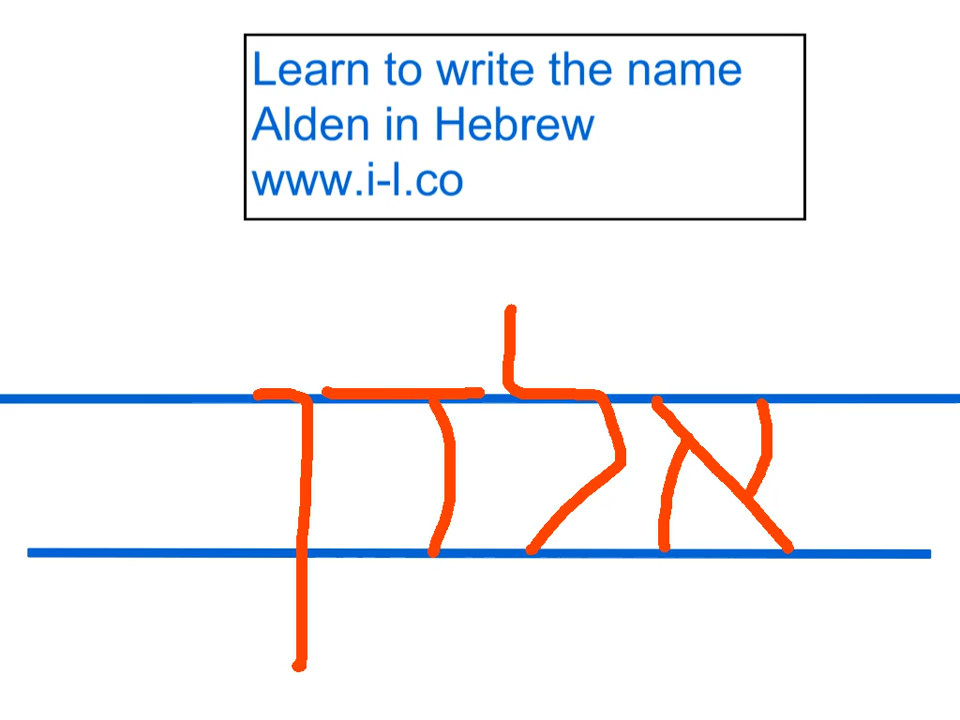 Learn to write the name
Alden in Hebrew
www.i-l.co
אלדן